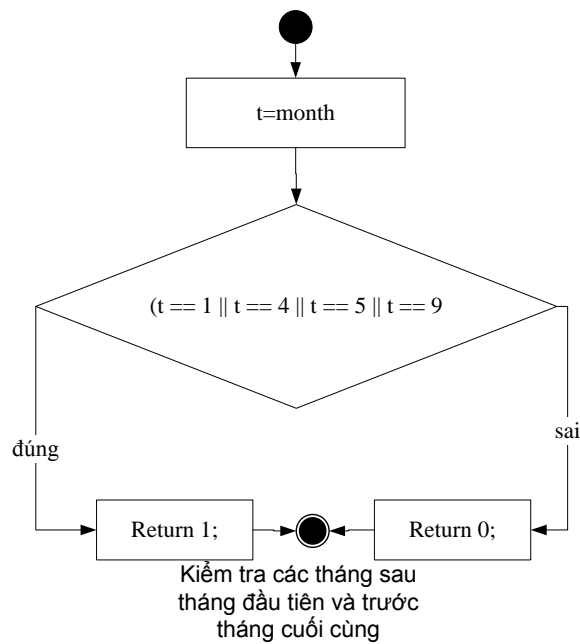 t=month
(t == 1 || t == 4 || t == 5 || t == 9
đúng
sai
Return 1;
Return 0;
Kiểm tra các tháng sau
tháng đầu tiên và trước
tháng cuối cùng